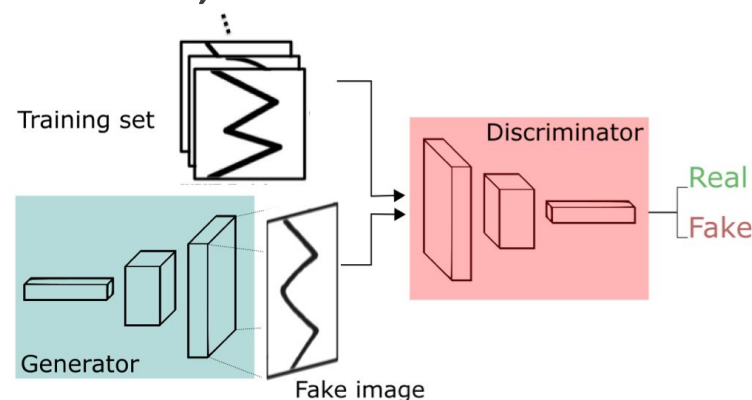 Training set
Discriminator
Real
Fake
Generator
Fake image